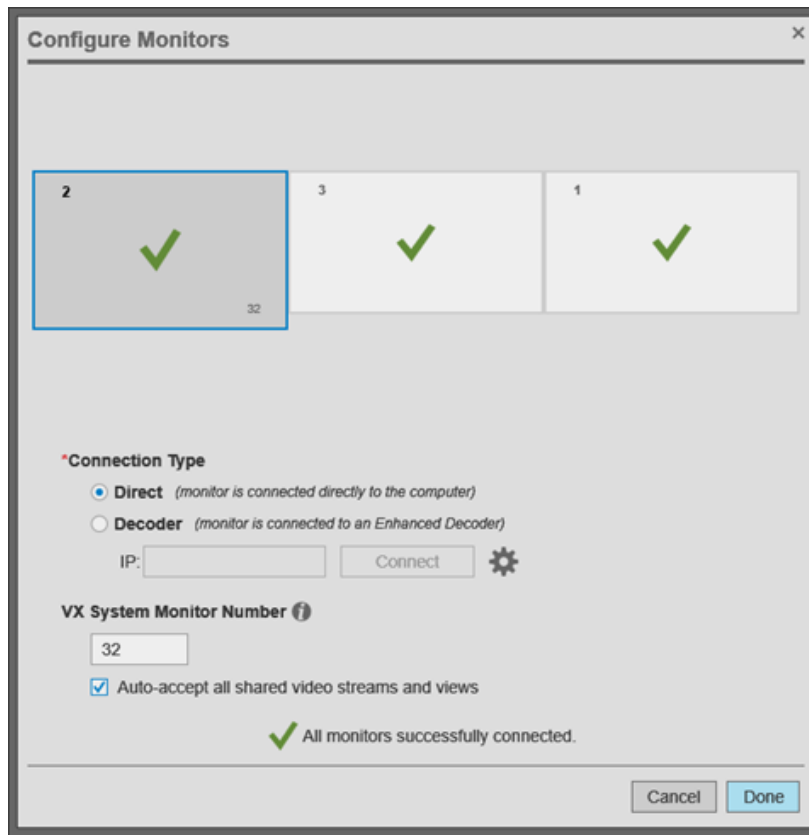 Configure Monitors
2
3
1
32
*Connection Type
Direct (monitor is connected directly to the computer)
Decoder (monitor is connected to an Enhanced Decoder)
IP:
Connect
VX System Monitor Number
32
Auto-accept all shared video streams and views
All monitors successfully connected.
Cancel
Done